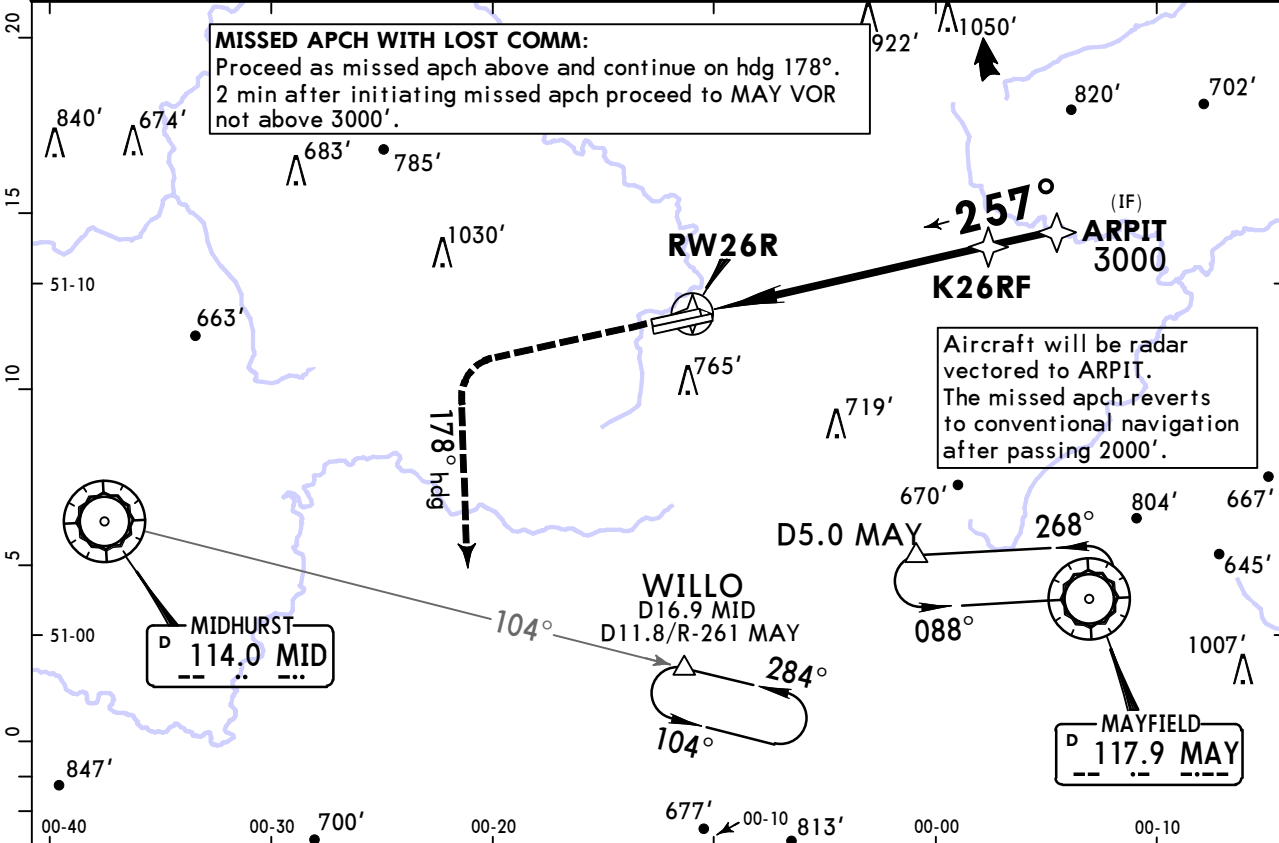 20
922'
1050'
MISSED APCH WITH LOST COMM:
Proceed as missed apch above and continue on hdg 178°.
2 min after initiating missed apch proceed to MAY VOR
not above 3000'.
820'
702'
840'
674'
683'
785'
15
257°
(IF)
ARPIT
3000
1030'
RW26R
K26RF
51-10
663'
Aircraft will be radar
vectored to ARPIT.
The missed apch reverts
to conventional navigation
after passing 2000'.
765'
10
719'
178° hdg
670'
804'
667'
D5.0 MAY
268°
645'
5
088°
WILLO
D16.9 MID
D11.8/R-261 MAY
104°
51-00
MIDHURST
D 114.0 MID
284°
104°
1007'
MAYFIELD
D 117.9 MAY
0
847'
677'
00-10
813'
700'
00-40
00-30
00-20
00-00
00-10